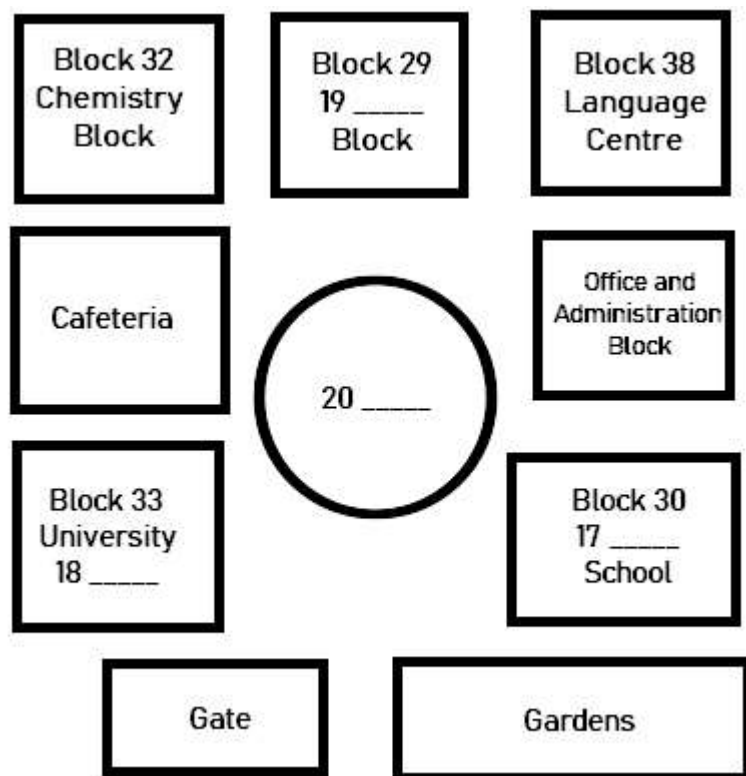 Block 32
Chemistry
Block
Block 29
19 _____
Block
Block 38
Language
Centre
Cafeteria
20 _____
Office and
Administration
Block
Block 33
University
18 _____
Block 30
17 _____
School
Gate
Gardens